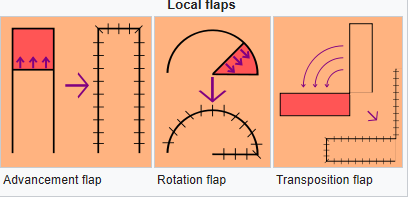 Local flaps
Advancement flap
Rotation flap
Transposition flap